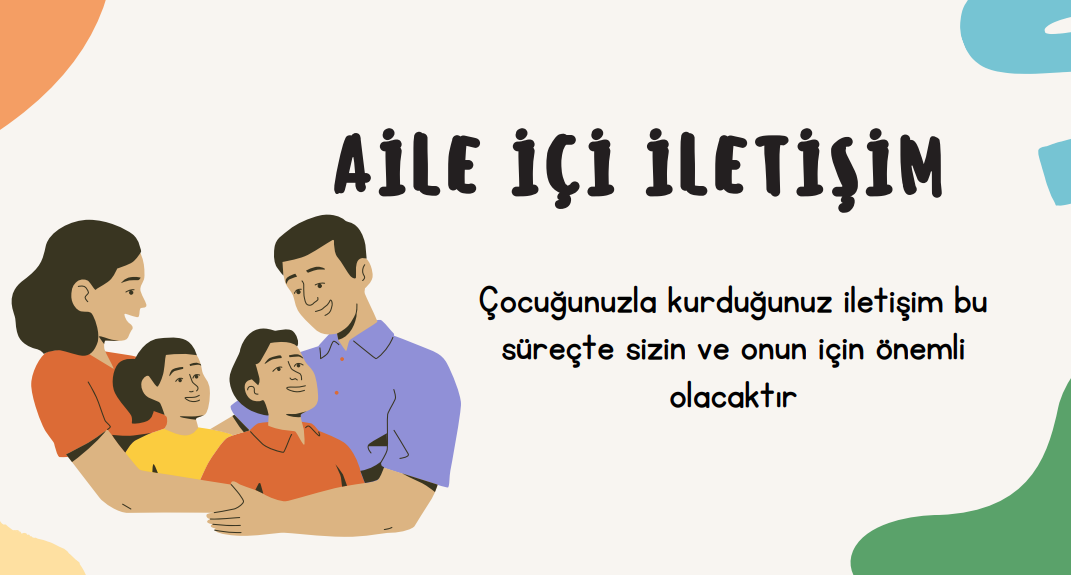 AİLE İÇİ İLETİŞİM
Çocuğunuzla kurduğunuz iletişim bu
süreçte sizin ve onun için önemli
olacaktır